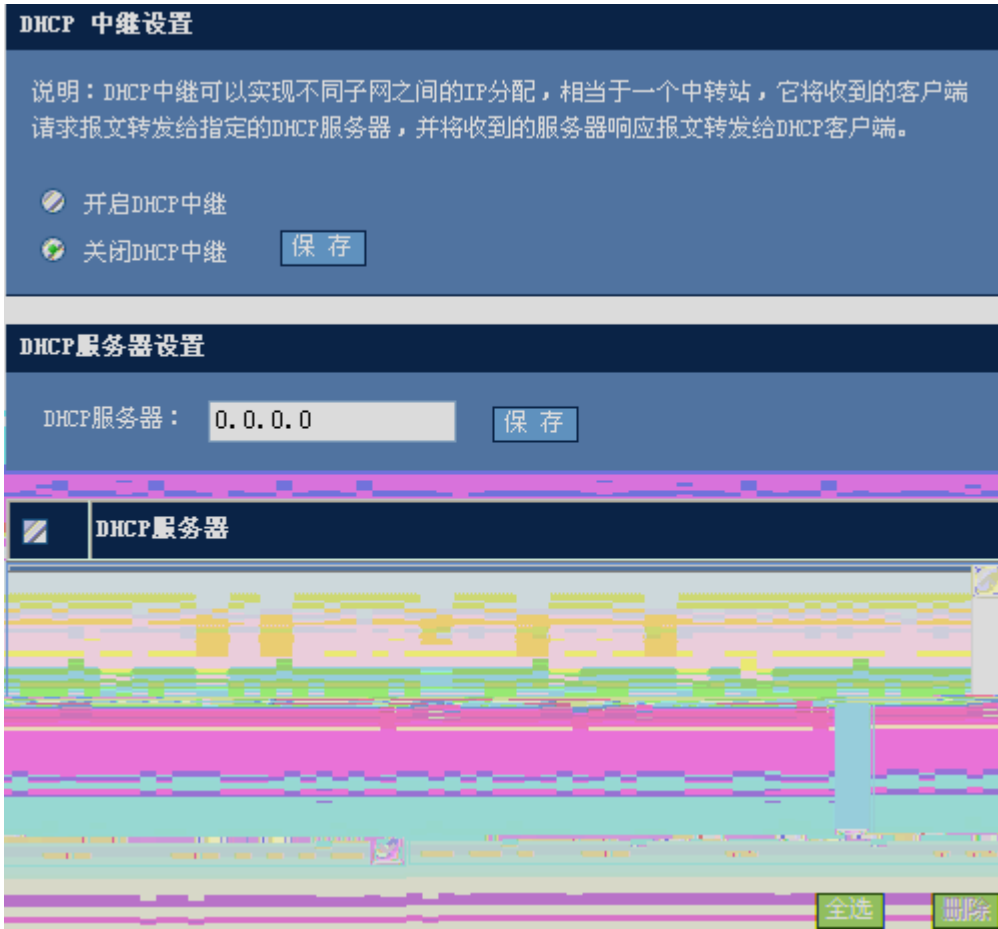 DHCP 中继设置
说明：DHCP中继可以实现不同子网之间的IP分配，相当于一个中转站，它将收到的客户端
请求报文转发给指定的DHCP服务器，并将收到的服务器响应报文转发给DHCP客户端。
开启DHCP中继
关闭DHCP中继 保 存
DHCP服务器设置
DHCP服务器： 0.0.0.0 保 存
DHCP服务器
全选 删除